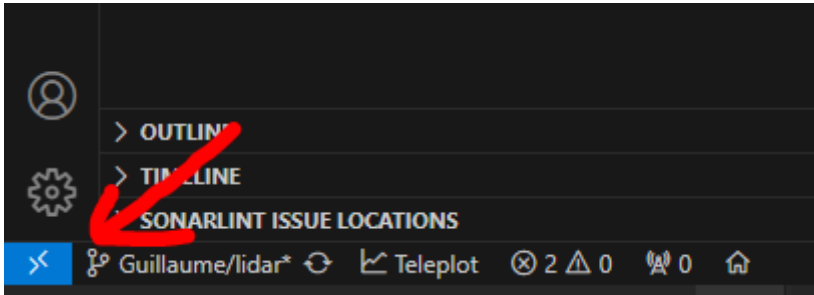 OUTLINE
TIMELINE
SONARLINT ISSUE LOCATIONS
Guillaume/lidar* Teleplot 2 0 0